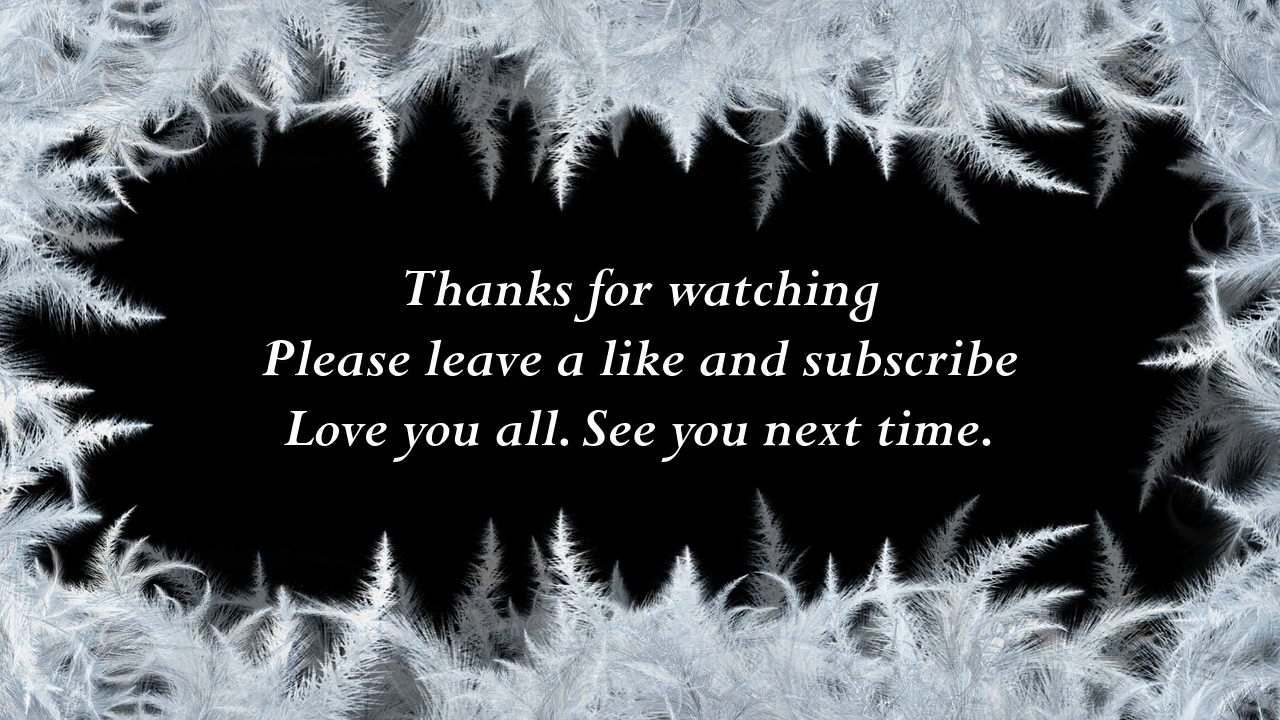 Thanks for watching
Please leave a like and subscribe
Love you all. See you next time.